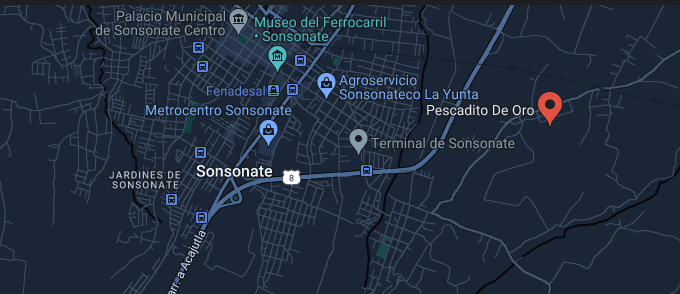 Palacio Municipal
de Sonsonate Centro
Museo del Ferrocarril
• Sonsonate
Fenadesal
Agroservicio
Sonsonateco La Yunta
Metrocentro Sonsonate
Pescadito De Oro
Terminal de Sonsonate
JARDINES DE
SONSONATE
Sonsonate
8
arr. a Acajutla